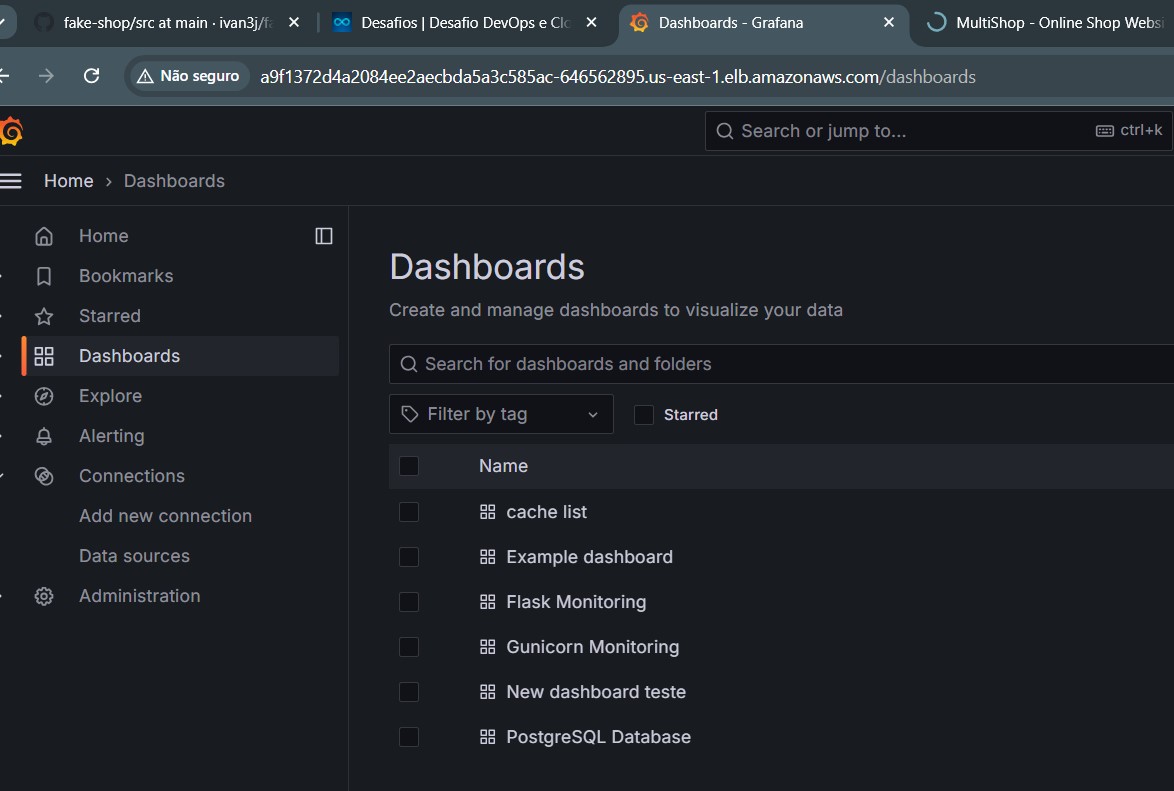 fake-shop/src at main · ivan3j/fa
Desafios | Desafio DevOps e Clo
Dashboards - Grafana
MultiShop - Online Shop Websi
Não seguro
a9f1372d4a2084ee2aecbda5a3c585ac-646562895.us-east-1.elb.amazonaws.com/dashboards
Search or jump to...
ctrl+k
Home › Dashboards
Home
Bookmarks
Starred
Dashboards
Explore
Alerting
Connections
Add new connection
Data sources
Administration
Dashboards
Create and manage dashboards to visualize your data
Search for dashboards and folders
Filter by tag
Starred
Name
cache list
Example dashboard
Flask Monitoring
Gunicorn Monitoring
New dashboard teste
PostgreSQL Database